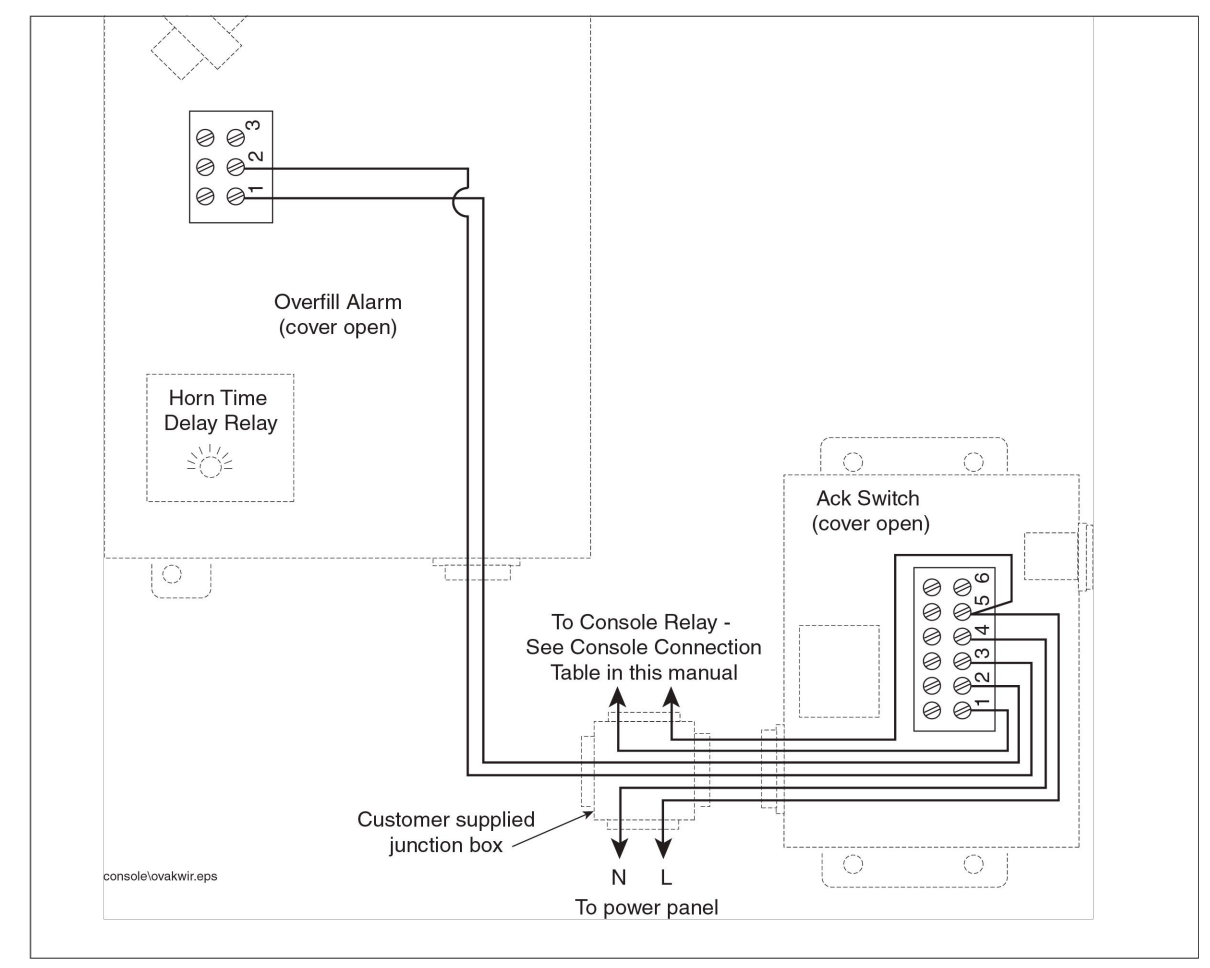 3
2
1
Overfill Alarm
(cover open)
Horn Time
Delay Relay
Ack Switch
(cover open)
6
5
4
3
2
1
To Console Relay -
See Console Connection
Table in this manual
Customer supplied
junction box
N L
To power panel
console\ovakwir.eps